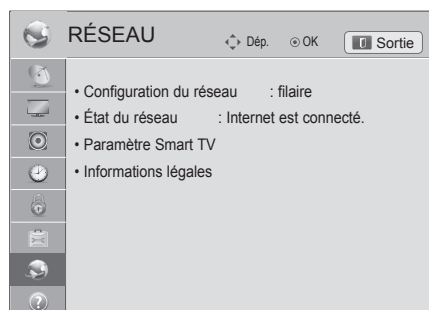 RÉSEAU
Dép. OK Sortie
• Configuration du réseau : filaire
• État du réseau : Internet est connecté.
• Paramètre Smart TV
• Informations légales